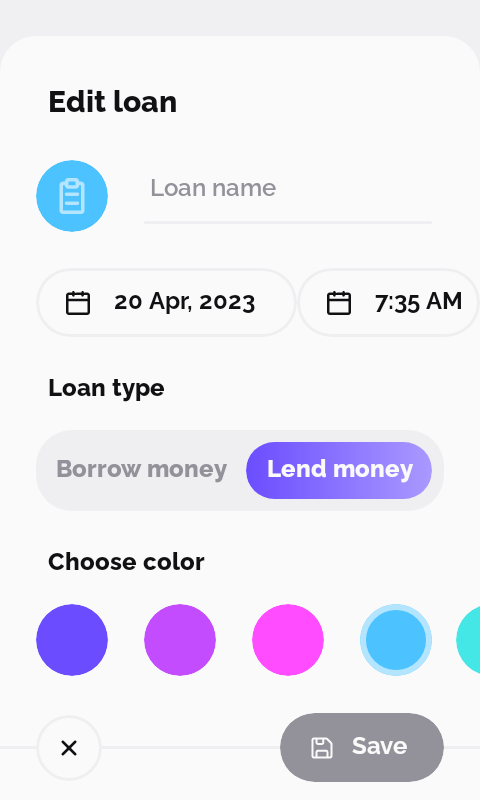 Edit loan
Loan name
20 Apr, 2023 7:35 AM
Loan type
Borrow money Lend money
Choose color
Save